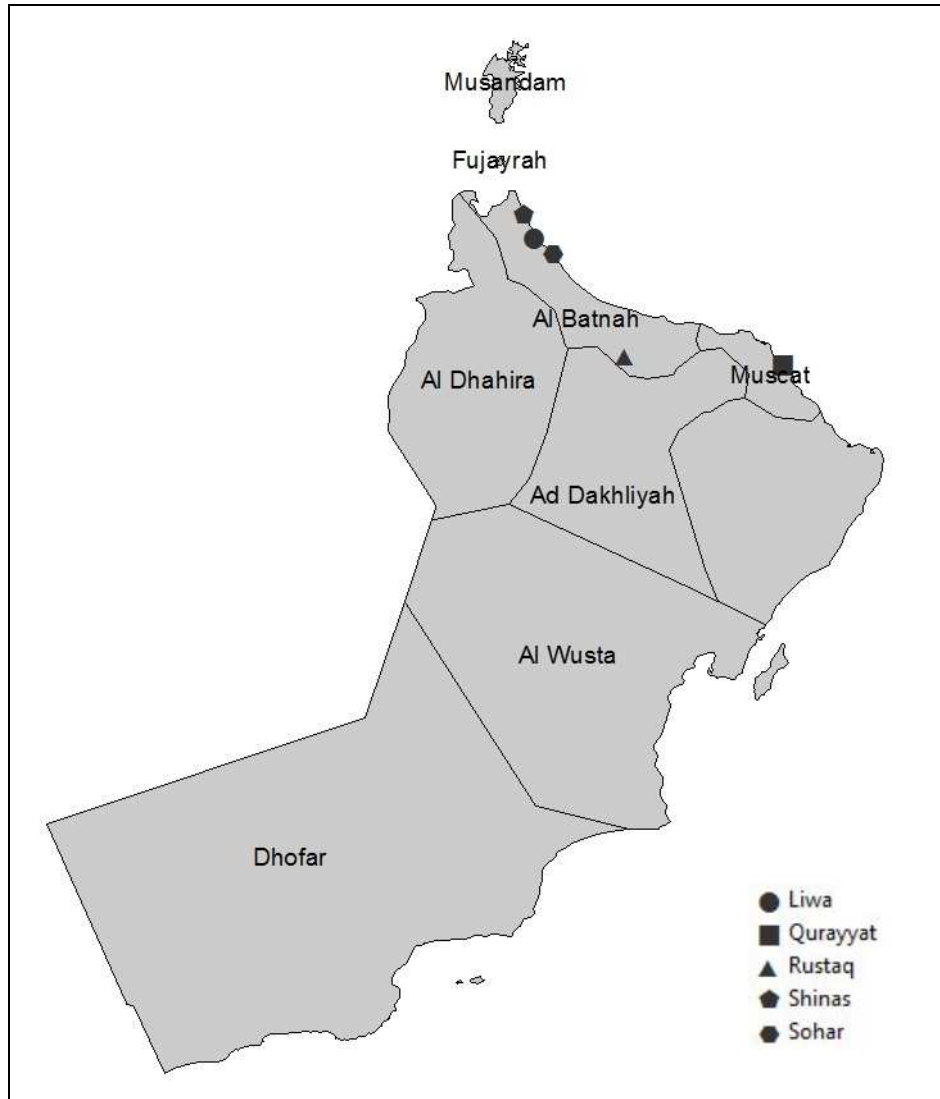 Musandam
Fujayrah
Al Batnah
Muscat
Al Dhahira
Ad Dakhliyah
Al Wusta
Dhofar
Liwa
Qurayyat
Rustaq
Shinas
Sohar